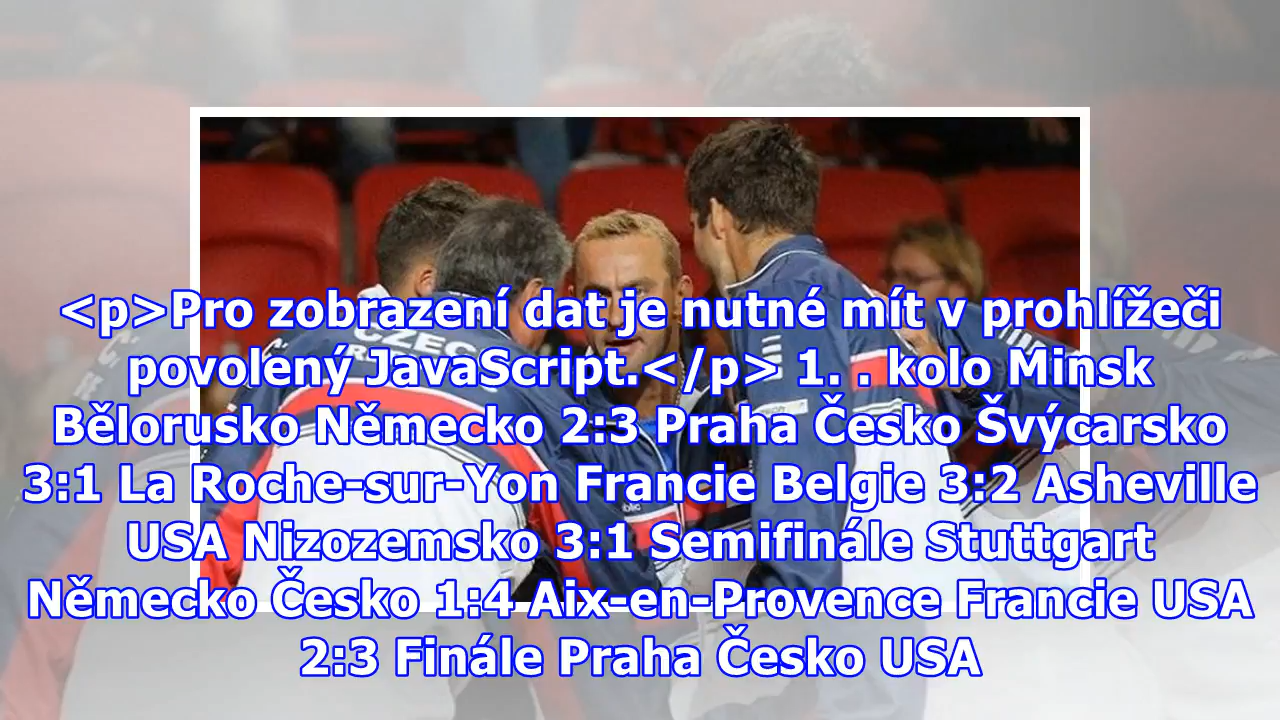 <p>Pro zobrazení dat je nutné mít v prohlížeči
povolený JavaScript.</p> 1. . kolo Minsk
Bělorusko Německo 2:3 Praha Česko Švýcarsko
3:1 La Roche-sur-Yon Francie Belgie 3:2 Asheville
USA Nizozemsko 3:1 Semifinále Stuttgart
Německo Česko 1:4 Aix-en-Provence Francie USA
2:3 Finále Praha Česko USA
CZEC